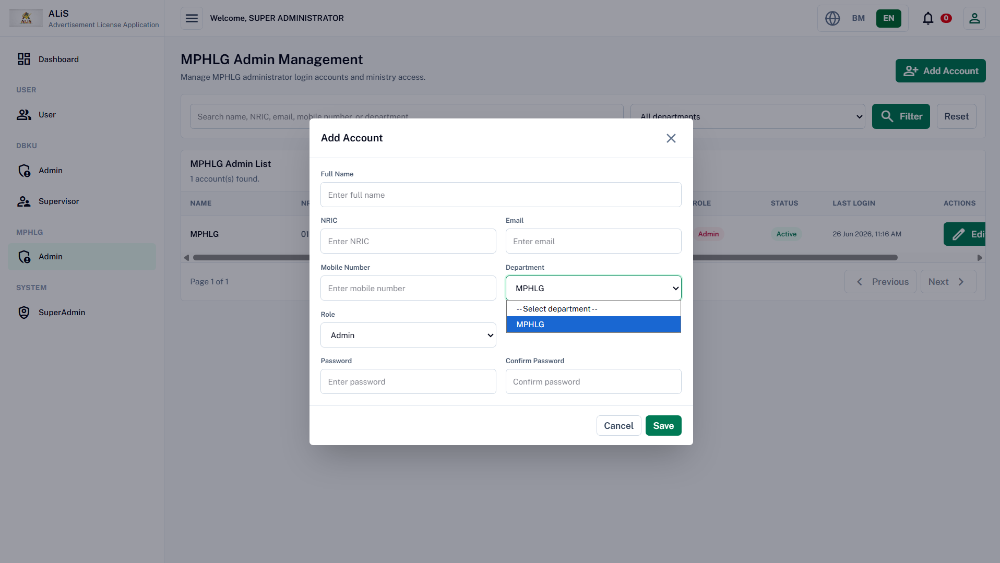 ALiS
Advertisement License Application
Welcome, SUPER ADMINISTRATOR
BM
EN
0
Dashboard
USER
User
DBKU
Admin
Supervisor
MPHLG
Admin
SYSTEM
SuperAdmin
MPHLG Admin Management
Manage MPHLG administrator login accounts and ministry access.
Add Account
Search name, NRIC, email, mobile number, or department
All departments
Filter
Reset
MPHLG Admin List
1 account(s) found.
NAME
ROLE
STATUS
LAST LOGIN
ACTIONS
MPHLG
01
Admin
Active
26 Jun 2026, 11:16 AM
Page 1 of 1
Previous
Next
Add Account
Full Name
Enter full name
NRIC
Email
Enter NRIC
Enter email
Mobile Number
Department
Enter mobile number
MPHLG
-- Select department --
MPHLG
Role
Admin
Password
Confirm Password
Enter password
Confirm password
Cancel
Save